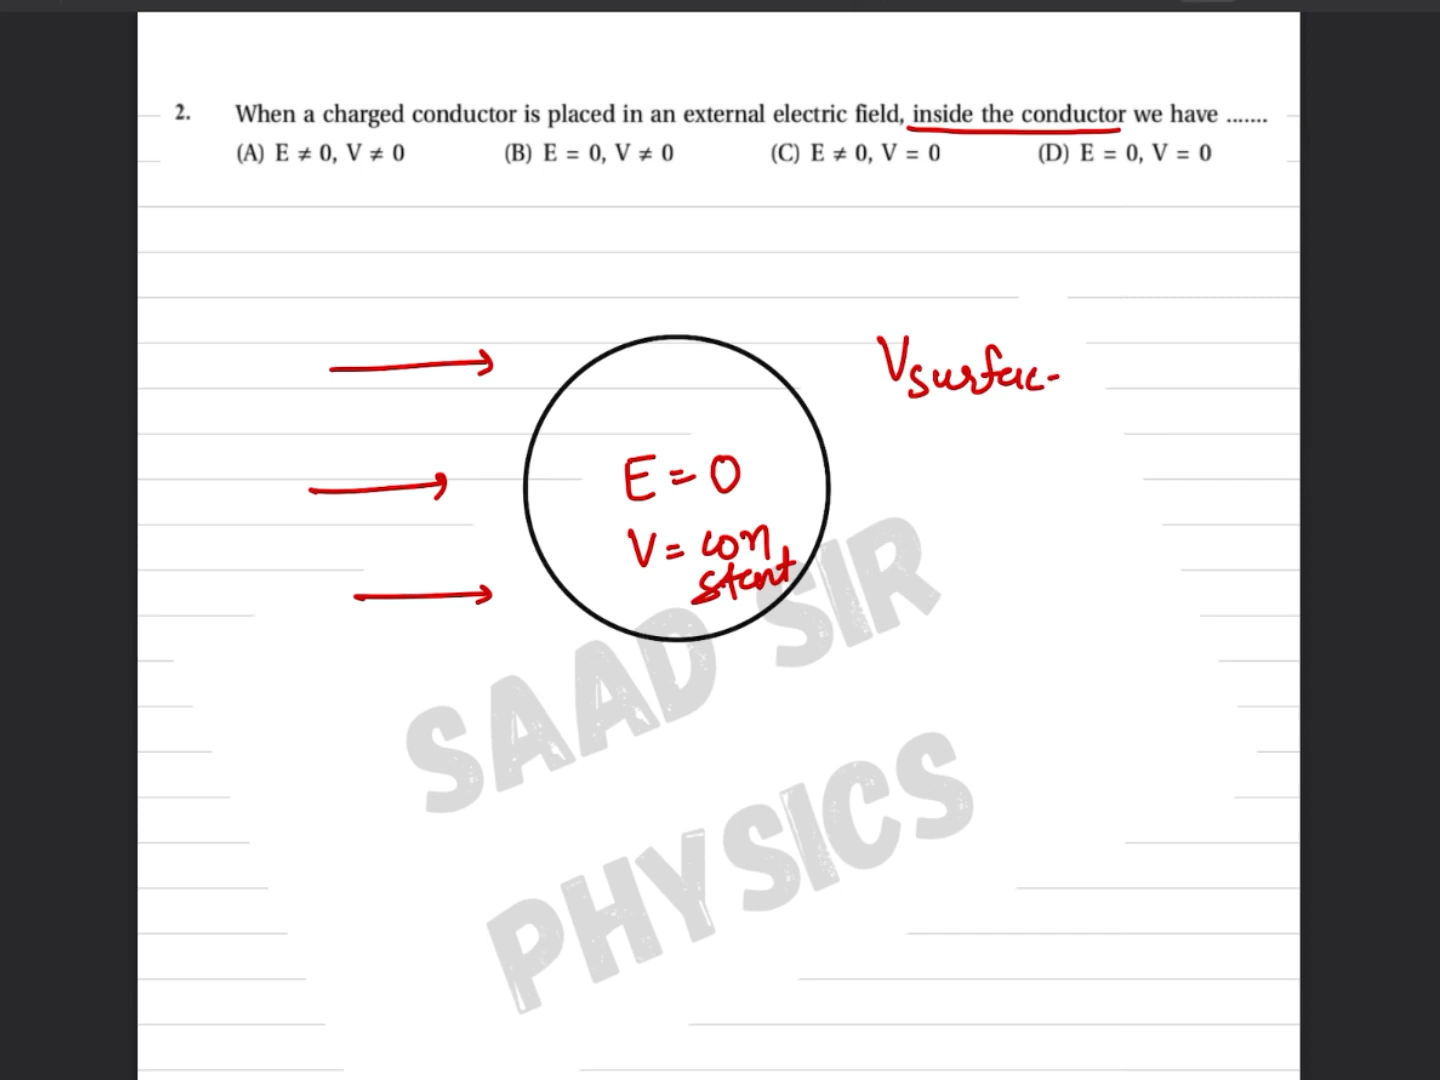 2. When a charged conductor is placed in an external electric field, inside the conductor we have .......
(A) E ≠ 0, V ≠ 0 (B) E = 0, V ≠ 0 (C) E ≠ 0, V = 0 (D) E = 0, V = 0
Vsurfac-
E = 0
V = con
stant
SAAD SIR
PHYSICS